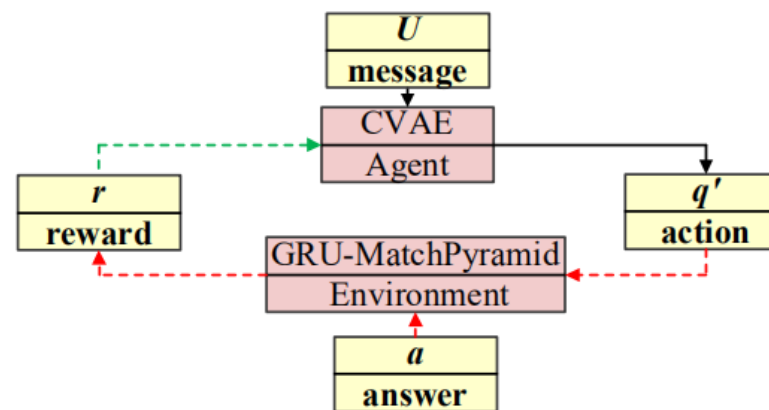 U
message
CVAE
Agent
r
reward
q'
action
GRU-MatchPyramid
Environment
a
answer